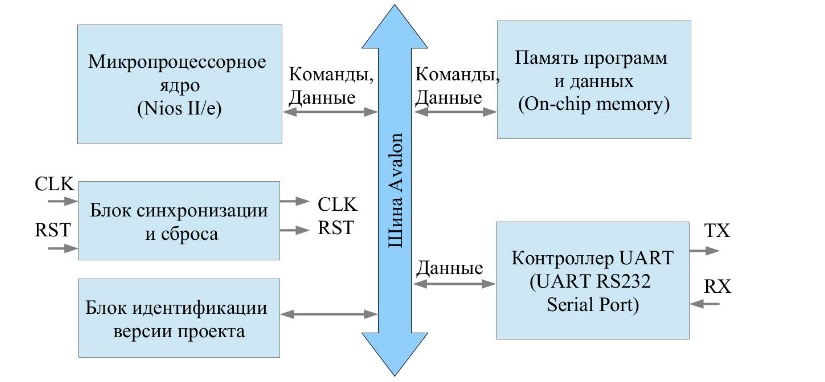 Микропроцессорное
ядро
(Nios II/e)
Команды,
Данные
Шина Avalon
Команды,
Данные
Память программ
и данных
(On-chip memory)
CLK
RST
Блок синхронизации
и сброса
CLK
RST
Блок идентификации
версии проекта
Данные
Контроллер UART
(UART RS232
Serial Port)
TX
RX